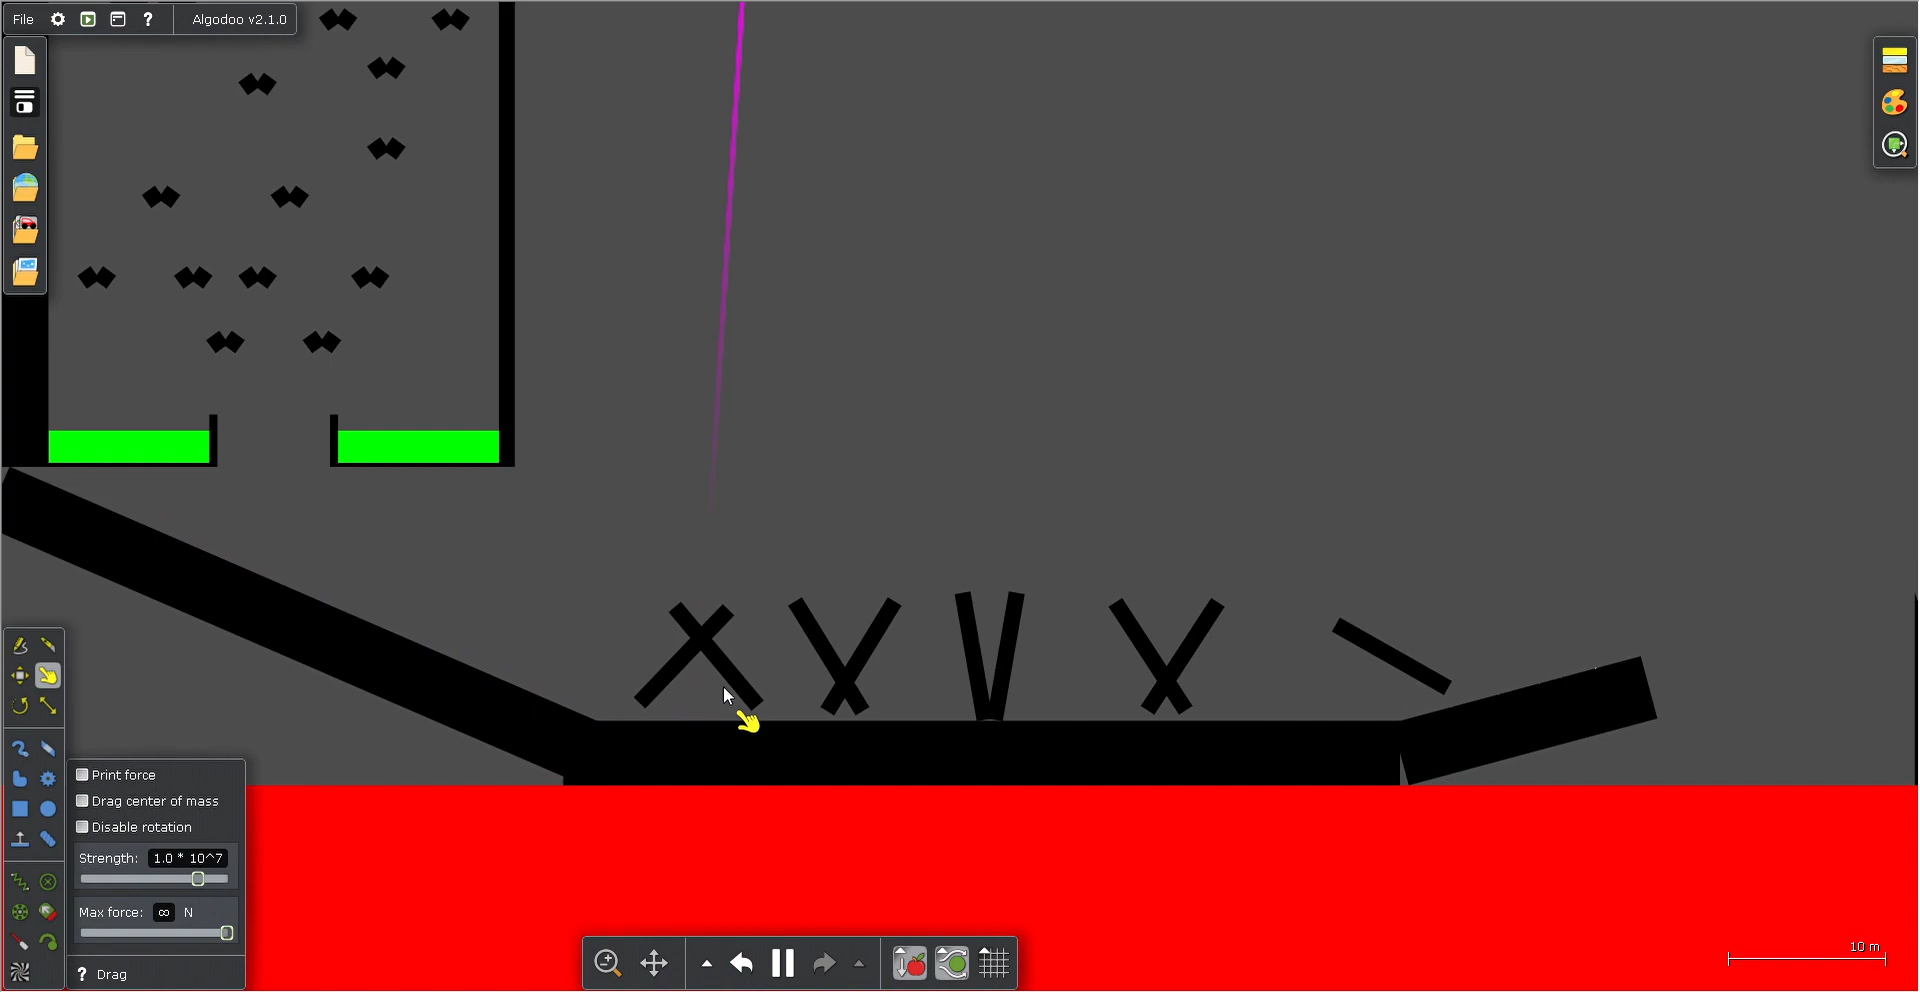 File ? Algodoo v2.1.0
Print force
Drag center of mass
Disable rotation
Strength: 1.0 * 10^7
Max force: ∞ N
? Drag
10 m